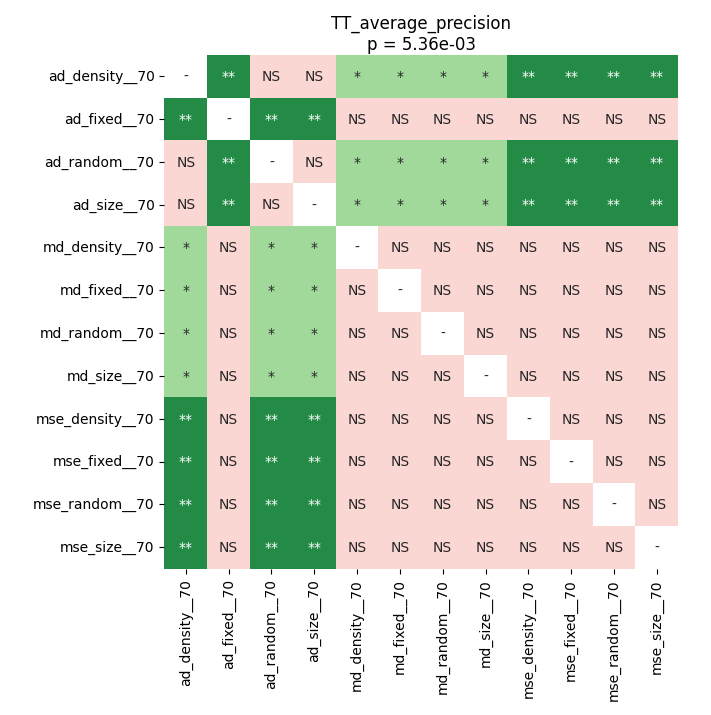 TT_average_precision
p = 5.36e-03
ad_density__70 - ** NS NS * * * * ** ** ** **
ad_fixed__70 ** - ** ** NS NS NS NS NS NS NS NS
ad_random__70 NS ** - NS * * * * ** ** ** **
ad_size__70 NS ** NS - * * * * ** ** ** **
md_density__70 * NS * * - NS NS NS NS NS NS NS
md_fixed__70 * NS * * NS - NS NS NS NS NS NS
md_random__70 * NS * * NS NS - NS NS NS NS NS
md_size__70 * NS * * NS NS NS - NS NS NS NS
mse_density__70 ** NS ** ** NS NS NS NS - NS NS NS
mse_fixed__70 ** NS ** ** NS NS NS NS NS - NS NS
mse_random__70 ** NS ** ** NS NS NS NS NS NS - NS
mse_size__70 ** NS ** ** NS NS NS NS NS NS NS -
ad_density__70
ad_fixed__70
ad_random__70
ad_size__70
md_density__70
md_fixed__70
md_random__70
md_size__70
mse_density__70
mse_fixed__70
mse_random__70
mse_size__70